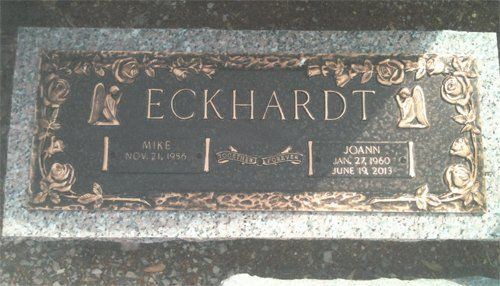 ECKHARDT
MIKE
NOV. 21, 1956
TOGETHER FOREVER
JOANN
JAN. 27, 1960
JUNE 19, 2013